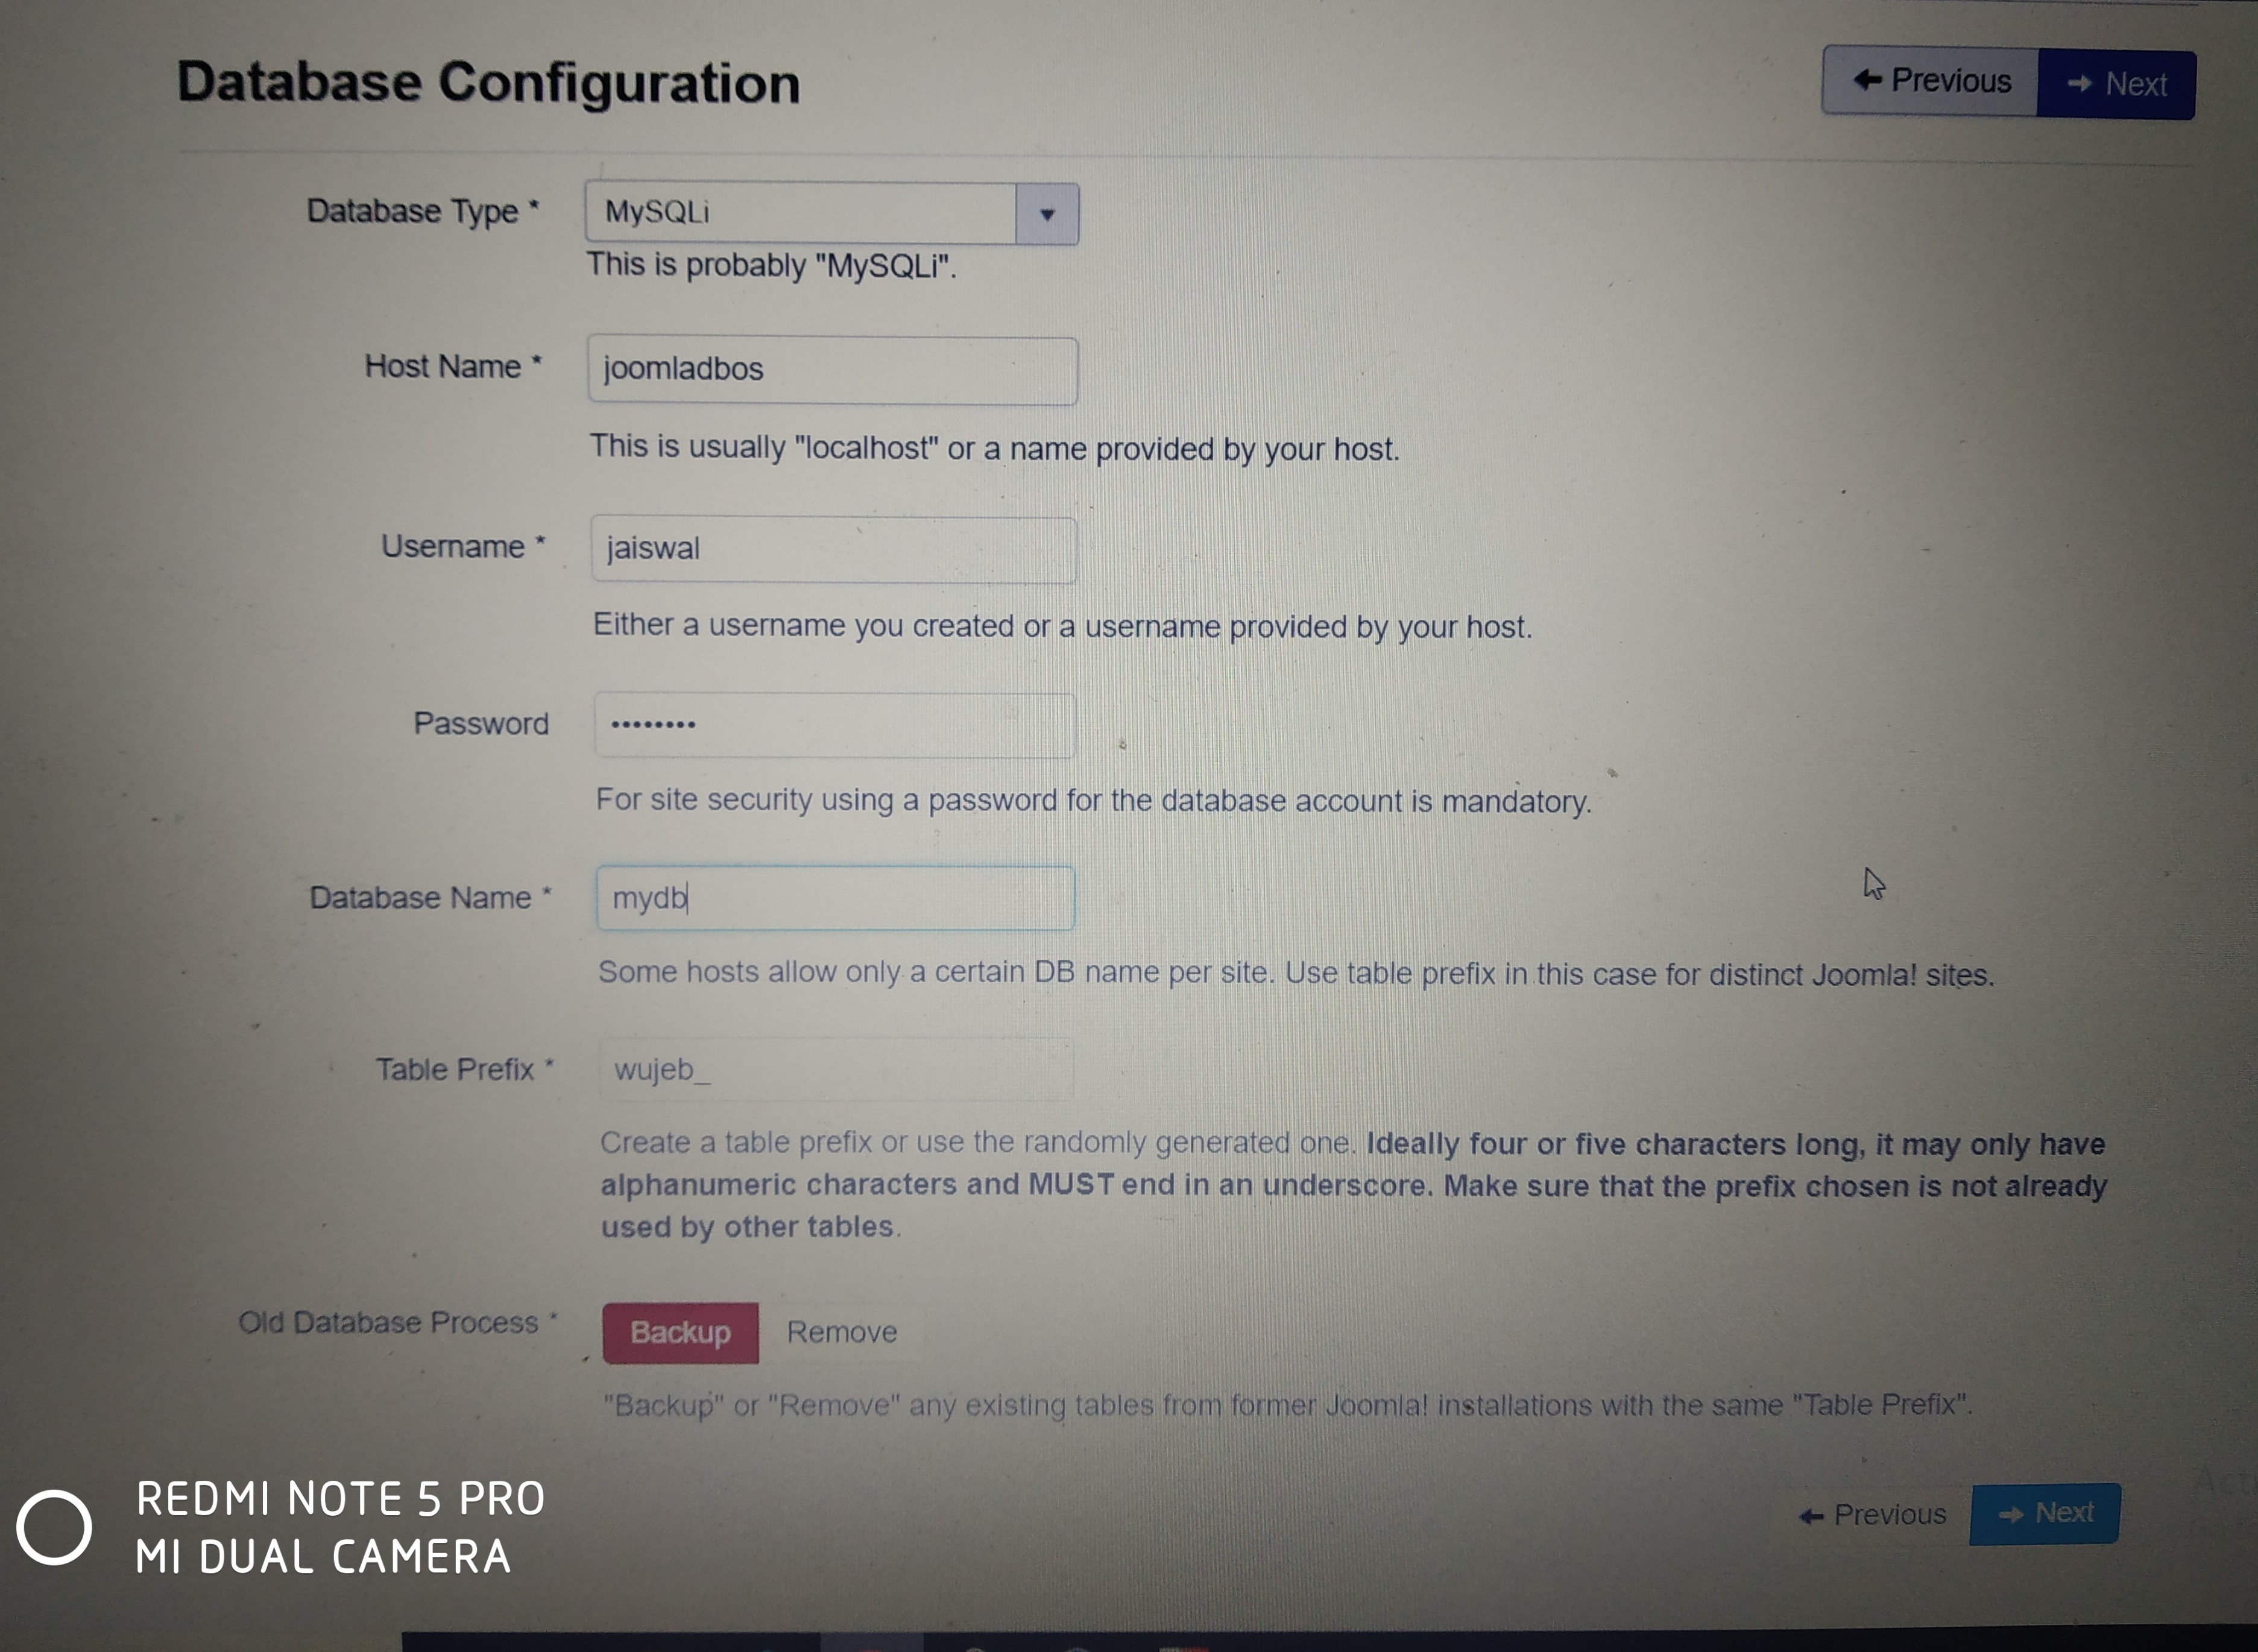 Database Configuration
← Previous
→ Next
Database Type *
MySQLi
This is probably "MySQLi".
Host Name *
joomladbos
This is usually "localhost" or a name provided by your host.
Username *
jaiswal
Either a username you created or a username provided by your host.
Password
••••••••
For site security using a password for the database account is mandatory.
Database Name *
mydb
Some hosts allow only a certain DB name per site. Use table prefix in this case for distinct Joomla! sites.
Table Prefix *
wujeb_
Create a table prefix or use the randomly generated one. Ideally four or five characters long, it may only have
alphanumeric characters and MUST end in an underscore. Make sure that the prefix chosen is not already
used by other tables.
Old Database Process *
Backup
Remove
"Backup" or "Remove" any existing tables from former Joomla! installations with the same "Table Prefix".
← Previous
→ Next
REDMI NOTE 5 PRO
MI DUAL CAMERA